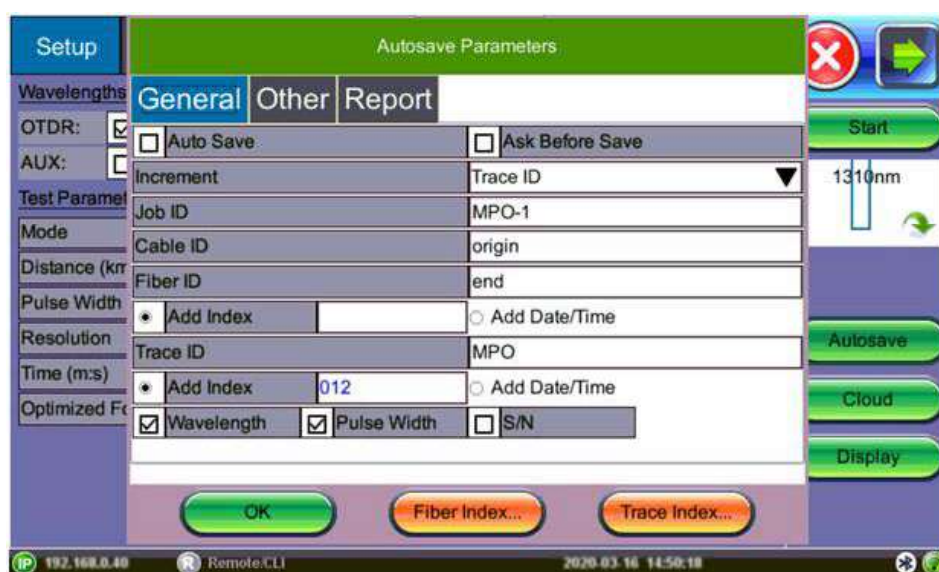 Setup
Autosave Parameters
Wavelengths
General Other Report
OTDR:
Auto Save Ask Before Save
Start
AUX:
Increment Trace ID
1310nm
Test Paramet
Job ID MPO-1
Mode
Cable ID origin
Distance (km
Fiber ID end
Pulse Width
Add Index Add Date/Time
Resolution
Trace ID MPO
Autosave
Time (m:s)
Add Index 012 Add Date/Time
Optimized Fo
Wavelength Pulse Width S/N
Cloud
Display
OK Fiber Index... Trace Index...
IP 192.168.0.40 R Remote/CLI 2020-03-16 14:50:18